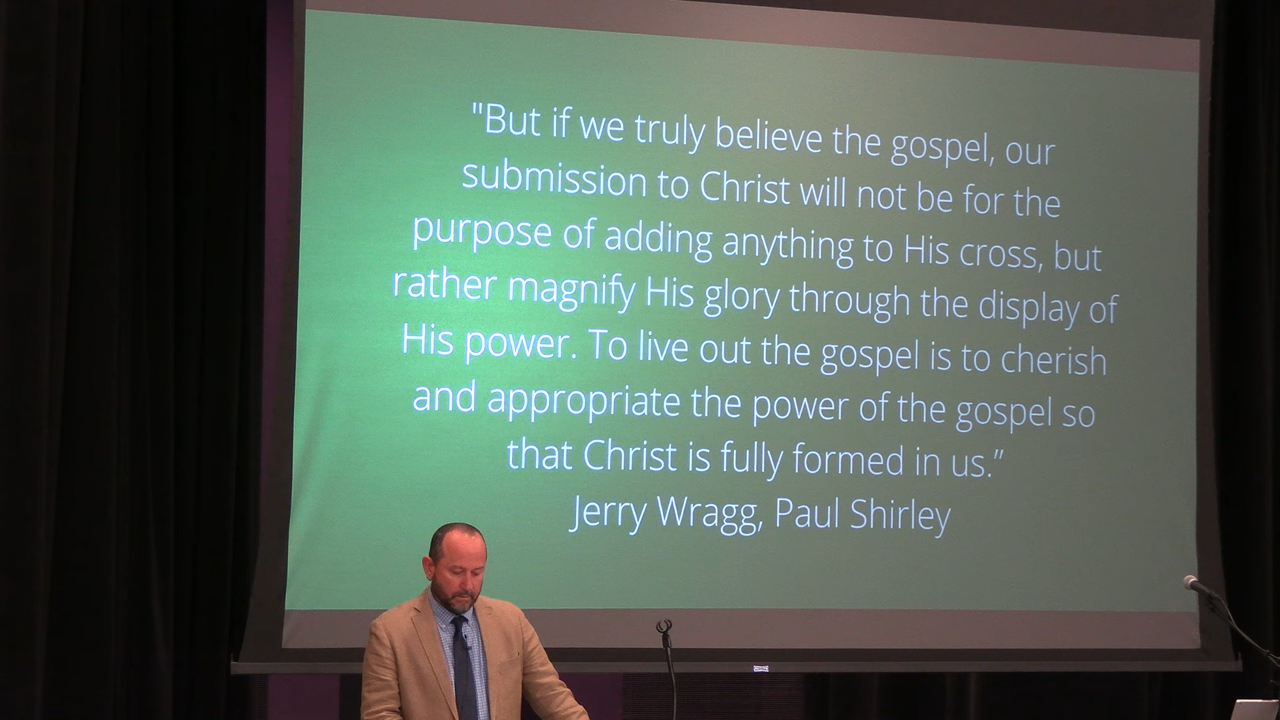 "But if we truly believe the gospel, our
submission to Christ will not be for the
purpose of adding anything to His cross, but
rather magnify His glory through the display of
His power. To live out the gospel is to cherish
and appropriate the power of the gospel so
that Christ is fully formed in us.”
Jerry Wragg, Paul Shirley